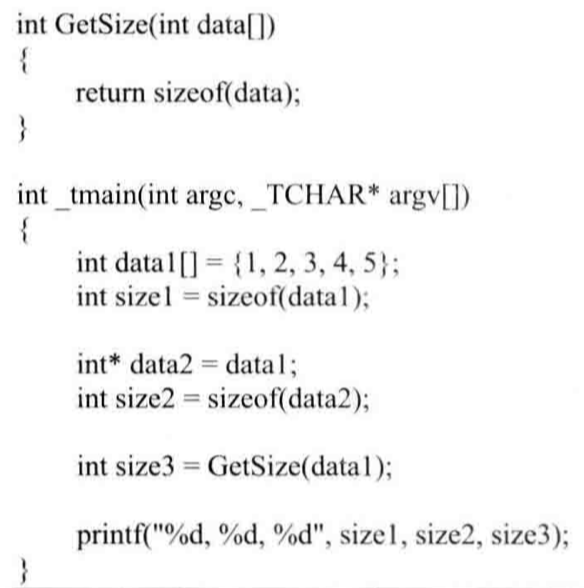 int GetSize(int data[])
{
return sizeof(data);
}
int _tmain(int argc, _TCHAR* argv[])
{
int data1[] = {1, 2, 3, 4, 5};
int size1 = sizeof(data1);
int* data2 = data1;
int size2 = sizeof(data2);
int size3 = GetSize(data1);
printf("%d, %d, %d", size1, size2, size3);
}